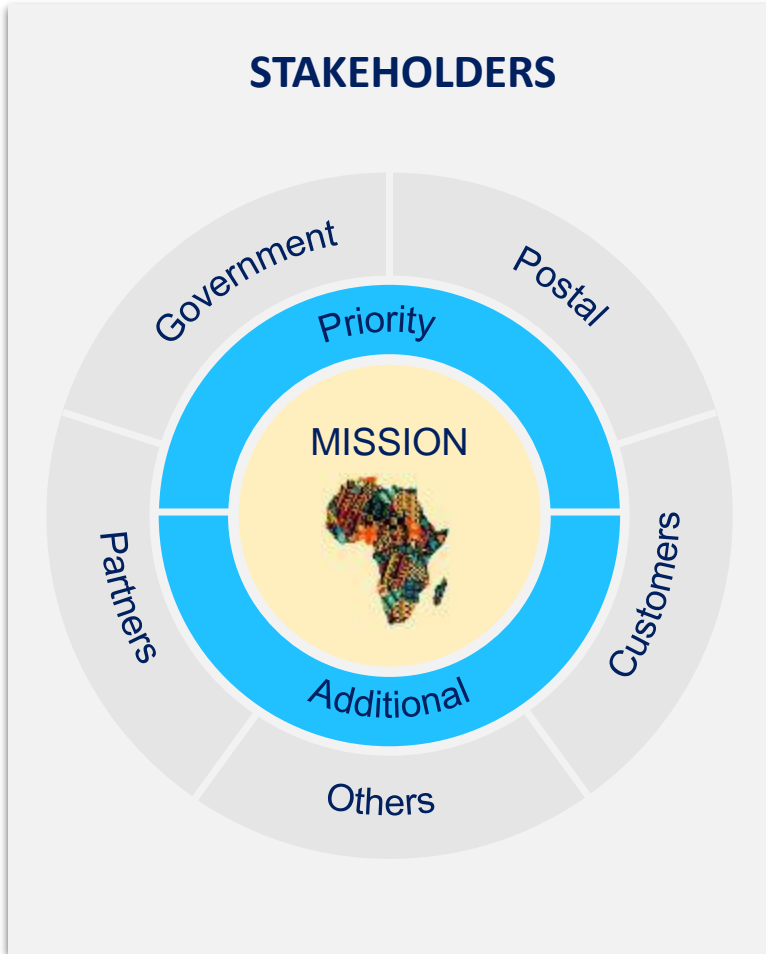 STAKEHOLDERS
Government
Postal
Priority
MISSION
Partners
Customers
Additional
Others